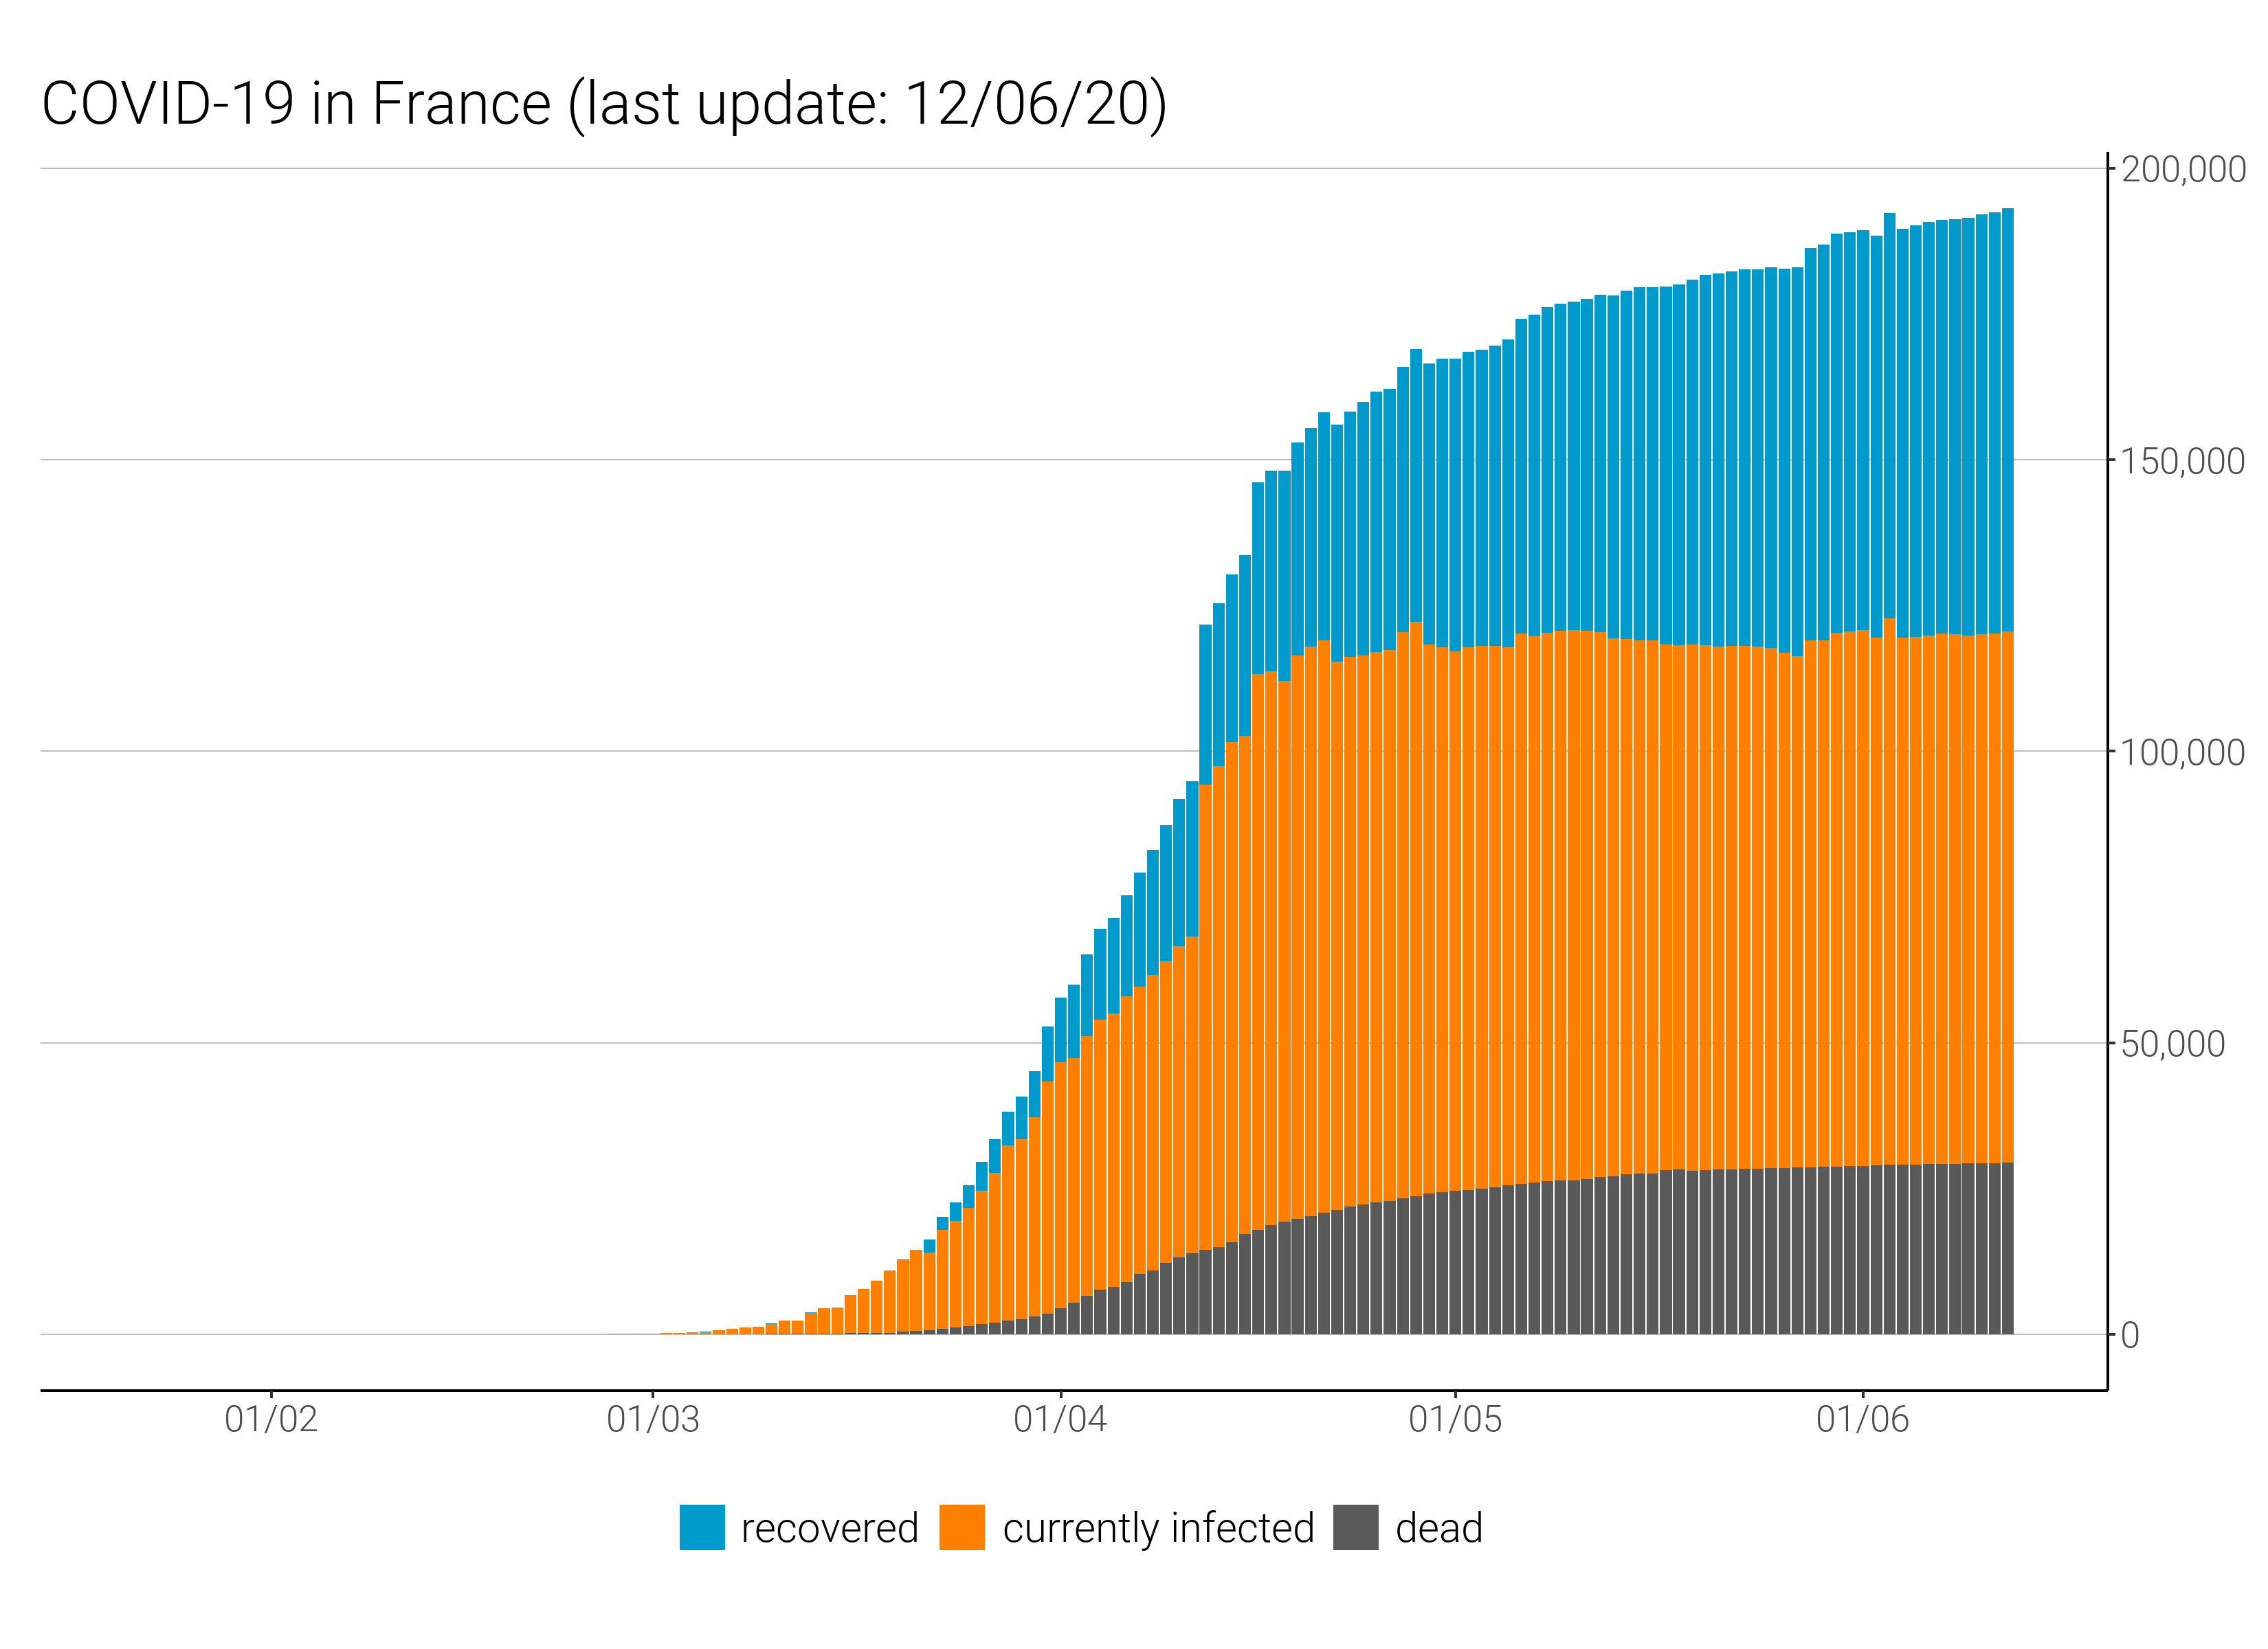 COVID-19 in France (last update: 12/06/20)
200,000
150,000
100,000
50,000
0
01/02 01/03 01/04 01/05 01/06
recovered currently infected dead